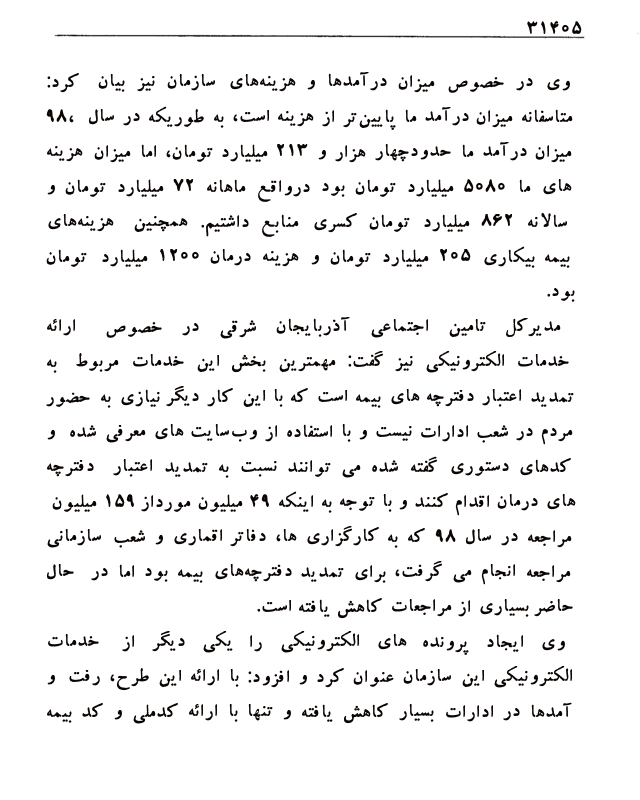 ۳۱۴۰۵
وی در خصوص میزان درآمدها و هزینه‌های سازمان نیز بیان کرد:
متاسفانه میزان درآمد ما پایین‌تر از هزینه است، به طوریکه در سال ۹۸،
میزان درآمد ما حدودچهار هزار و ۲۱۳ میلیارد تومان، اما میزان هزینه
های ما ۵۰۸۰ میلیارد تومان بود درواقع ماهانه ۷۲ میلیارد تومان و
سالانه ۸۶۲ میلیارد تومان کسری منابع داشتیم. همچنین هزینه‌های
بیمه بیکاری ۲۰۵ میلیارد تومان و هزینه درمان ۱۲۰۰ میلیارد تومان
بود.
مدیرکل تامین اجتماعی آذربایجان شرقی در خصوص ارائه
خدمات الکترونیکی نیز گفت: مهمترین بخش این خدمات مربوط به
تمدید اعتبار دفترچه های بیمه است که با این کار دیگر نیازی به حضور
مردم در شعب ادارات نیست و با استفاده از وب‌سایت های معرفی شده و
کدهای دستوری گفته شده می توانند نسبت به تمدید اعتبار دفترچه
های درمان اقدام کنند و با توجه به اینکه ۴۹ میلیون مورداز ۱۵۹ میلیون
مراجعه در سال ۹۸ که به کارگزاری ها، دفاتر اقماری و شعب سازمانی
مراجعه انجام می گرفت، برای تمدید دفترچه‌های بیمه بود اما در حال
حاضر بسیاری از مراجعات کاهش یافته است.
وی ایجاد پرونده های الکترونیکی را یکی دیگر از خدمات
الکترونیکی این سازمان عنوان کرد و افزود: با ارائه این طرح، رفت و
آمدها در ادارات بسیار کاهش یافته و تنها با ارائه کدملی و کد بیمه